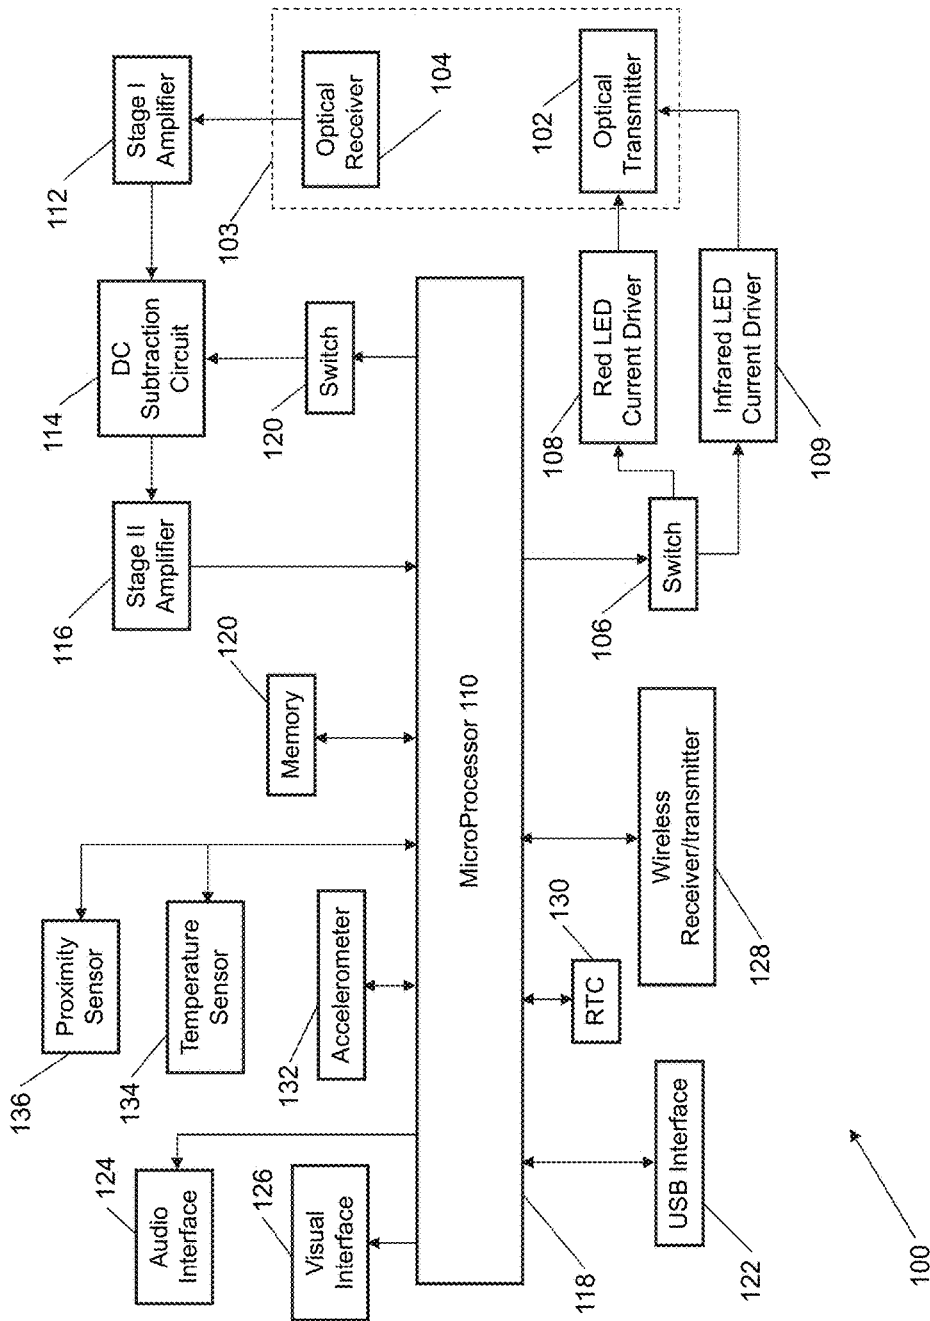 Audio
Interface
124
Visual
Interface
126
Proximity
Sensor
136
Temperature
Sensor
134
Accelerometer
132
Memory
120
Stage II
Amplifier
116
DC
Subtraction
Circuit
114
Switch
120
Stage I
Amplifier
112
103
Optical
Receiver
104
MicroProcessor 110
118
USB Interface
122
RTC
130
Wireless
Receiver/transmitter
128
Switch
106
Red LED
Current Driver
108
Infrared LED
Current Driver
109
Optical
Transmitter
102
100